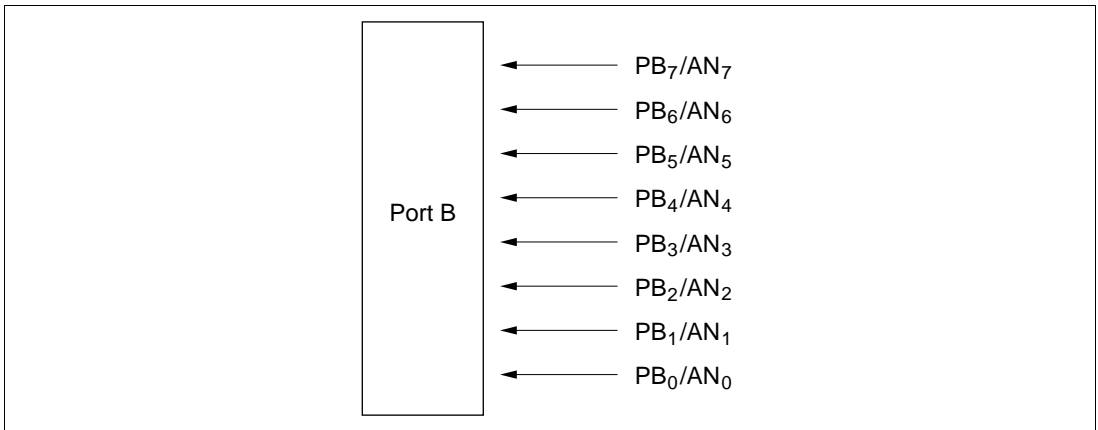 PB₇/AN₇
PB₆/AN₆
PB₅/AN₅
PB₄/AN₄
Port B
PB₃/AN₃
PB₂/AN₂
PB₁/AN₁
PB₀/AN₀